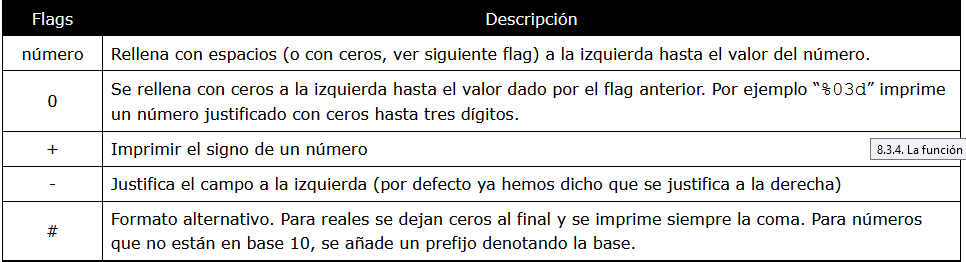 Flags Descripción
número Rellena con espacios (o con ceros, ver siguiente flag) a la izquierda hasta el valor del número.
0 Se rellena con ceros a la izquierda hasta el valor dado por el flag anterior. Por ejemplo “%03d” imprime
un número justificado con ceros hasta tres dígitos.
+ Imprimir el signo de un número
8.3.4. La función
- Justifica el campo a la izquierda (por defecto ya hemos dicho que se justifica a la derecha)
# Formato alternativo. Para reales se dejan ceros al final y se imprime siempre la coma. Para números
que no están en base 10, se añade un prefijo denotando la base.